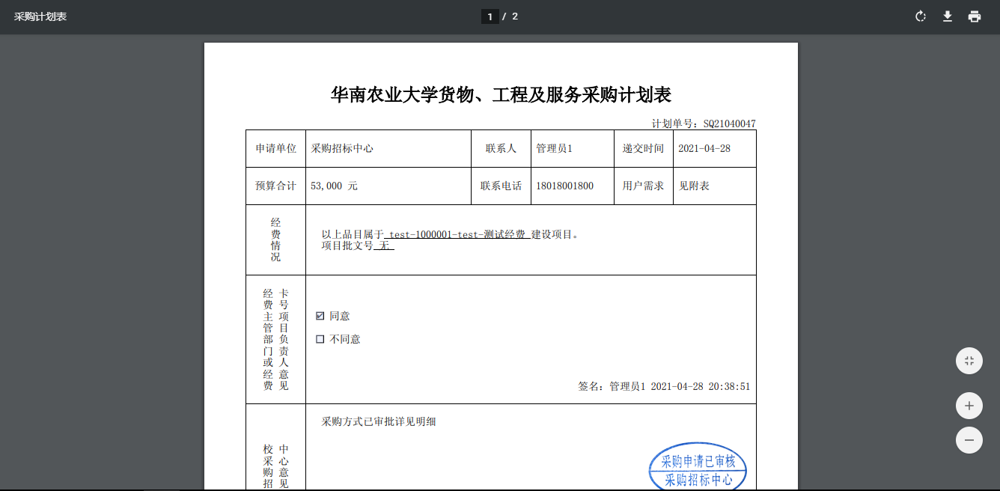 采购计划表
1 / 2
华南农业大学货物、工程及服务采购计划表
计划单号: SQ21040047
申请单位 采购招标中心 联系人 管理员1 递交时间 2021-04-28
预算合计 53,000 元 联系电话 18018001800 用户需求 见附表
经费情况
以上品目属于 test-1000001-test-测试经费 建设项目。
项目批文号 无
经费主管部门或经费
卡号项目负责人意见
同意
不同意
签名: 管理员1 2021-04-28 20:38:51
校采购招
中心意见
采购方式已审批详见明细
采购申请已审核
采购招标中心